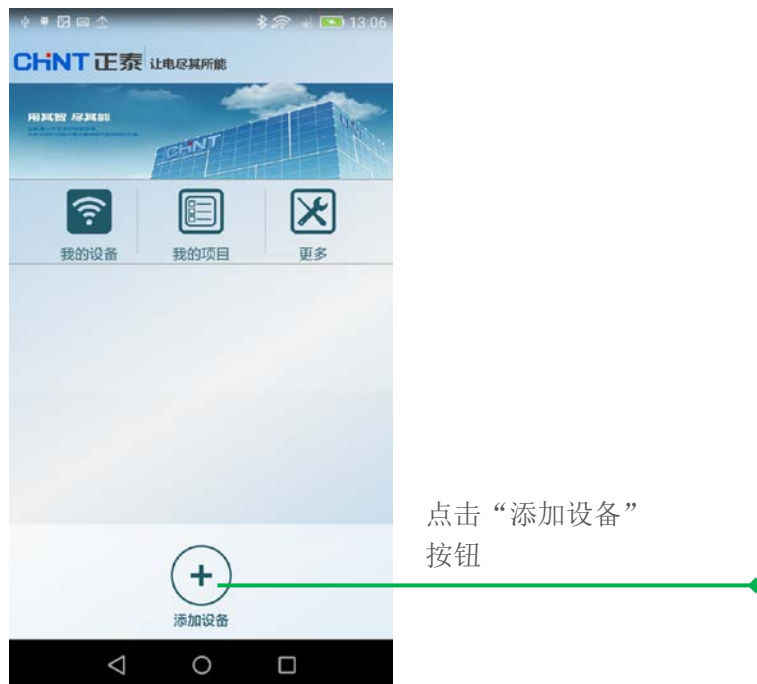 13:06
CHiNT 正泰 让电尽其所能
用其智 尽其能
CHiNT
我的设备 我的项目 更多
点击“添加设备”
按钮
添加设备